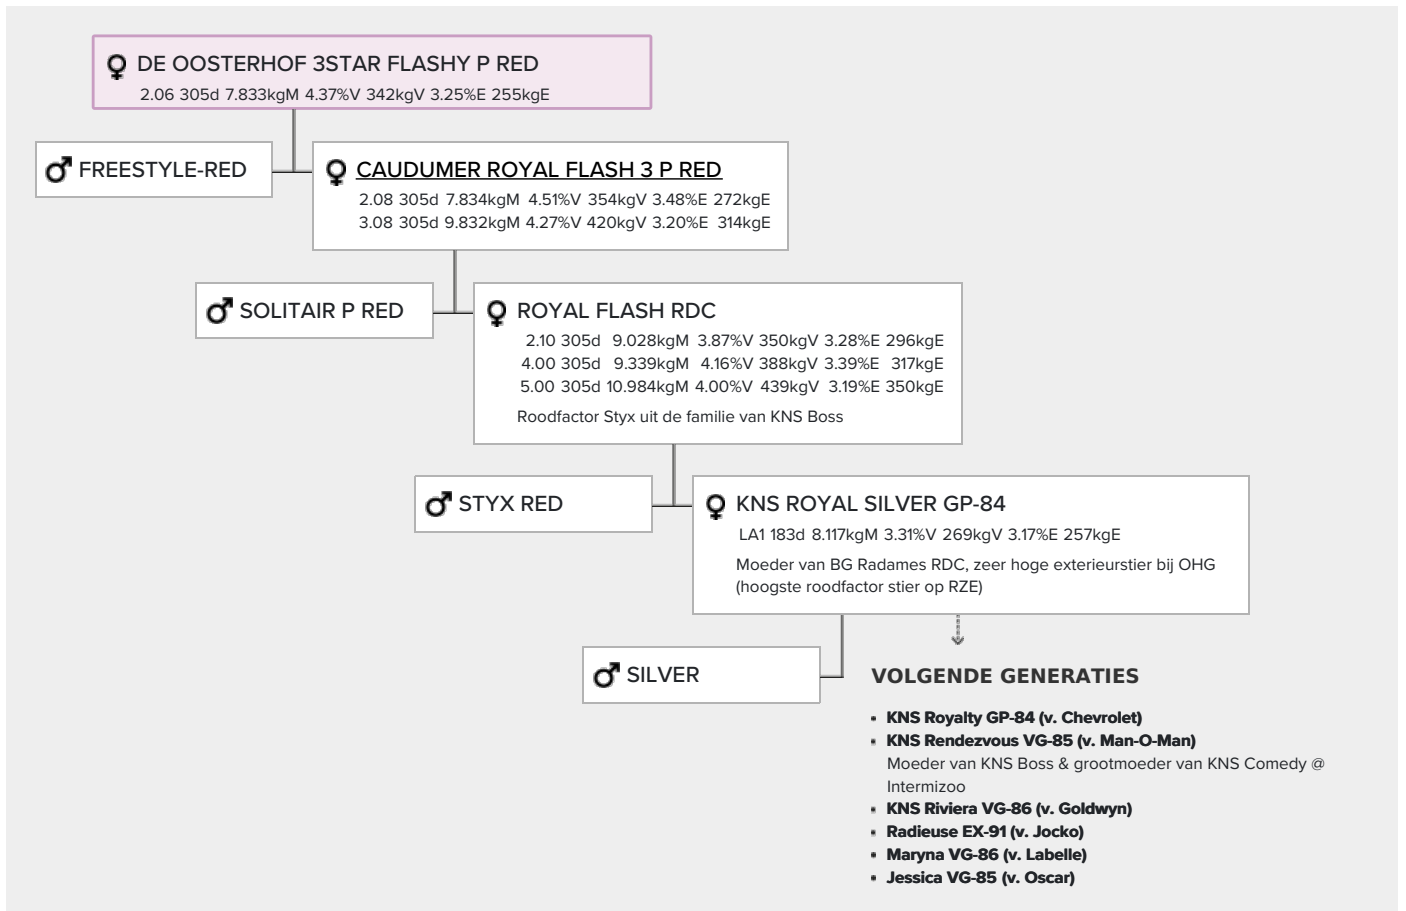 DE OOSTERHOF 3STAR FLASHY P RED
2.06 305d 7.833kgM 4.37%V 342kgV 3.25%E 255kgE
FREESTYLE-RED
CAUDUMER ROYAL FLASH 3 P RED
2.08 305d 7.834kgM 4.51%V 354kgV 3.48%E 272kgE
3.08 305d 9.832kgM 4.27%V 420kgV 3.20%E 314kgE
SOLITAIR P RED
ROYAL FLASH RDC
2.10 305d 9.028kgM 3.87%V 350kgV 3.28%E 296kgE
4.00 305d 9.339kgM 4.16%V 388kgV 3.39%E 317kgE
5.00 305d 10.984kgM 4.00%V 439kgV 3.19%E 350kgE
Roodfactor Styx uit de familie van KNS Boss
STYX RED
KNS ROYAL SILVER GP-84
LA1 183d 8.117kgM 3.31%V 269kgV 3.17%E 257kgE
Moeder van BG Radames RDC, zeer hoge exterieurstier bij OHG
(hoogste roodfactor stier op RZE)
SILVER
VOLGENDE GENERATIES
• KNS Royalty GP-84 (v. Chevrolet)
• KNS Rendezvous VG-85 (v. Man-O-Man)
Moeder van KNS Boss & grootmoeder van KNS Comedy @
Intermizoo
• KNS Riviera VG-86 (v. Goldwyn)
• Radieuse EX-91 (v. Jocko)
• Maryna VG-86 (v. Labelle)
• Jessica VG-85 (v. Oscar)